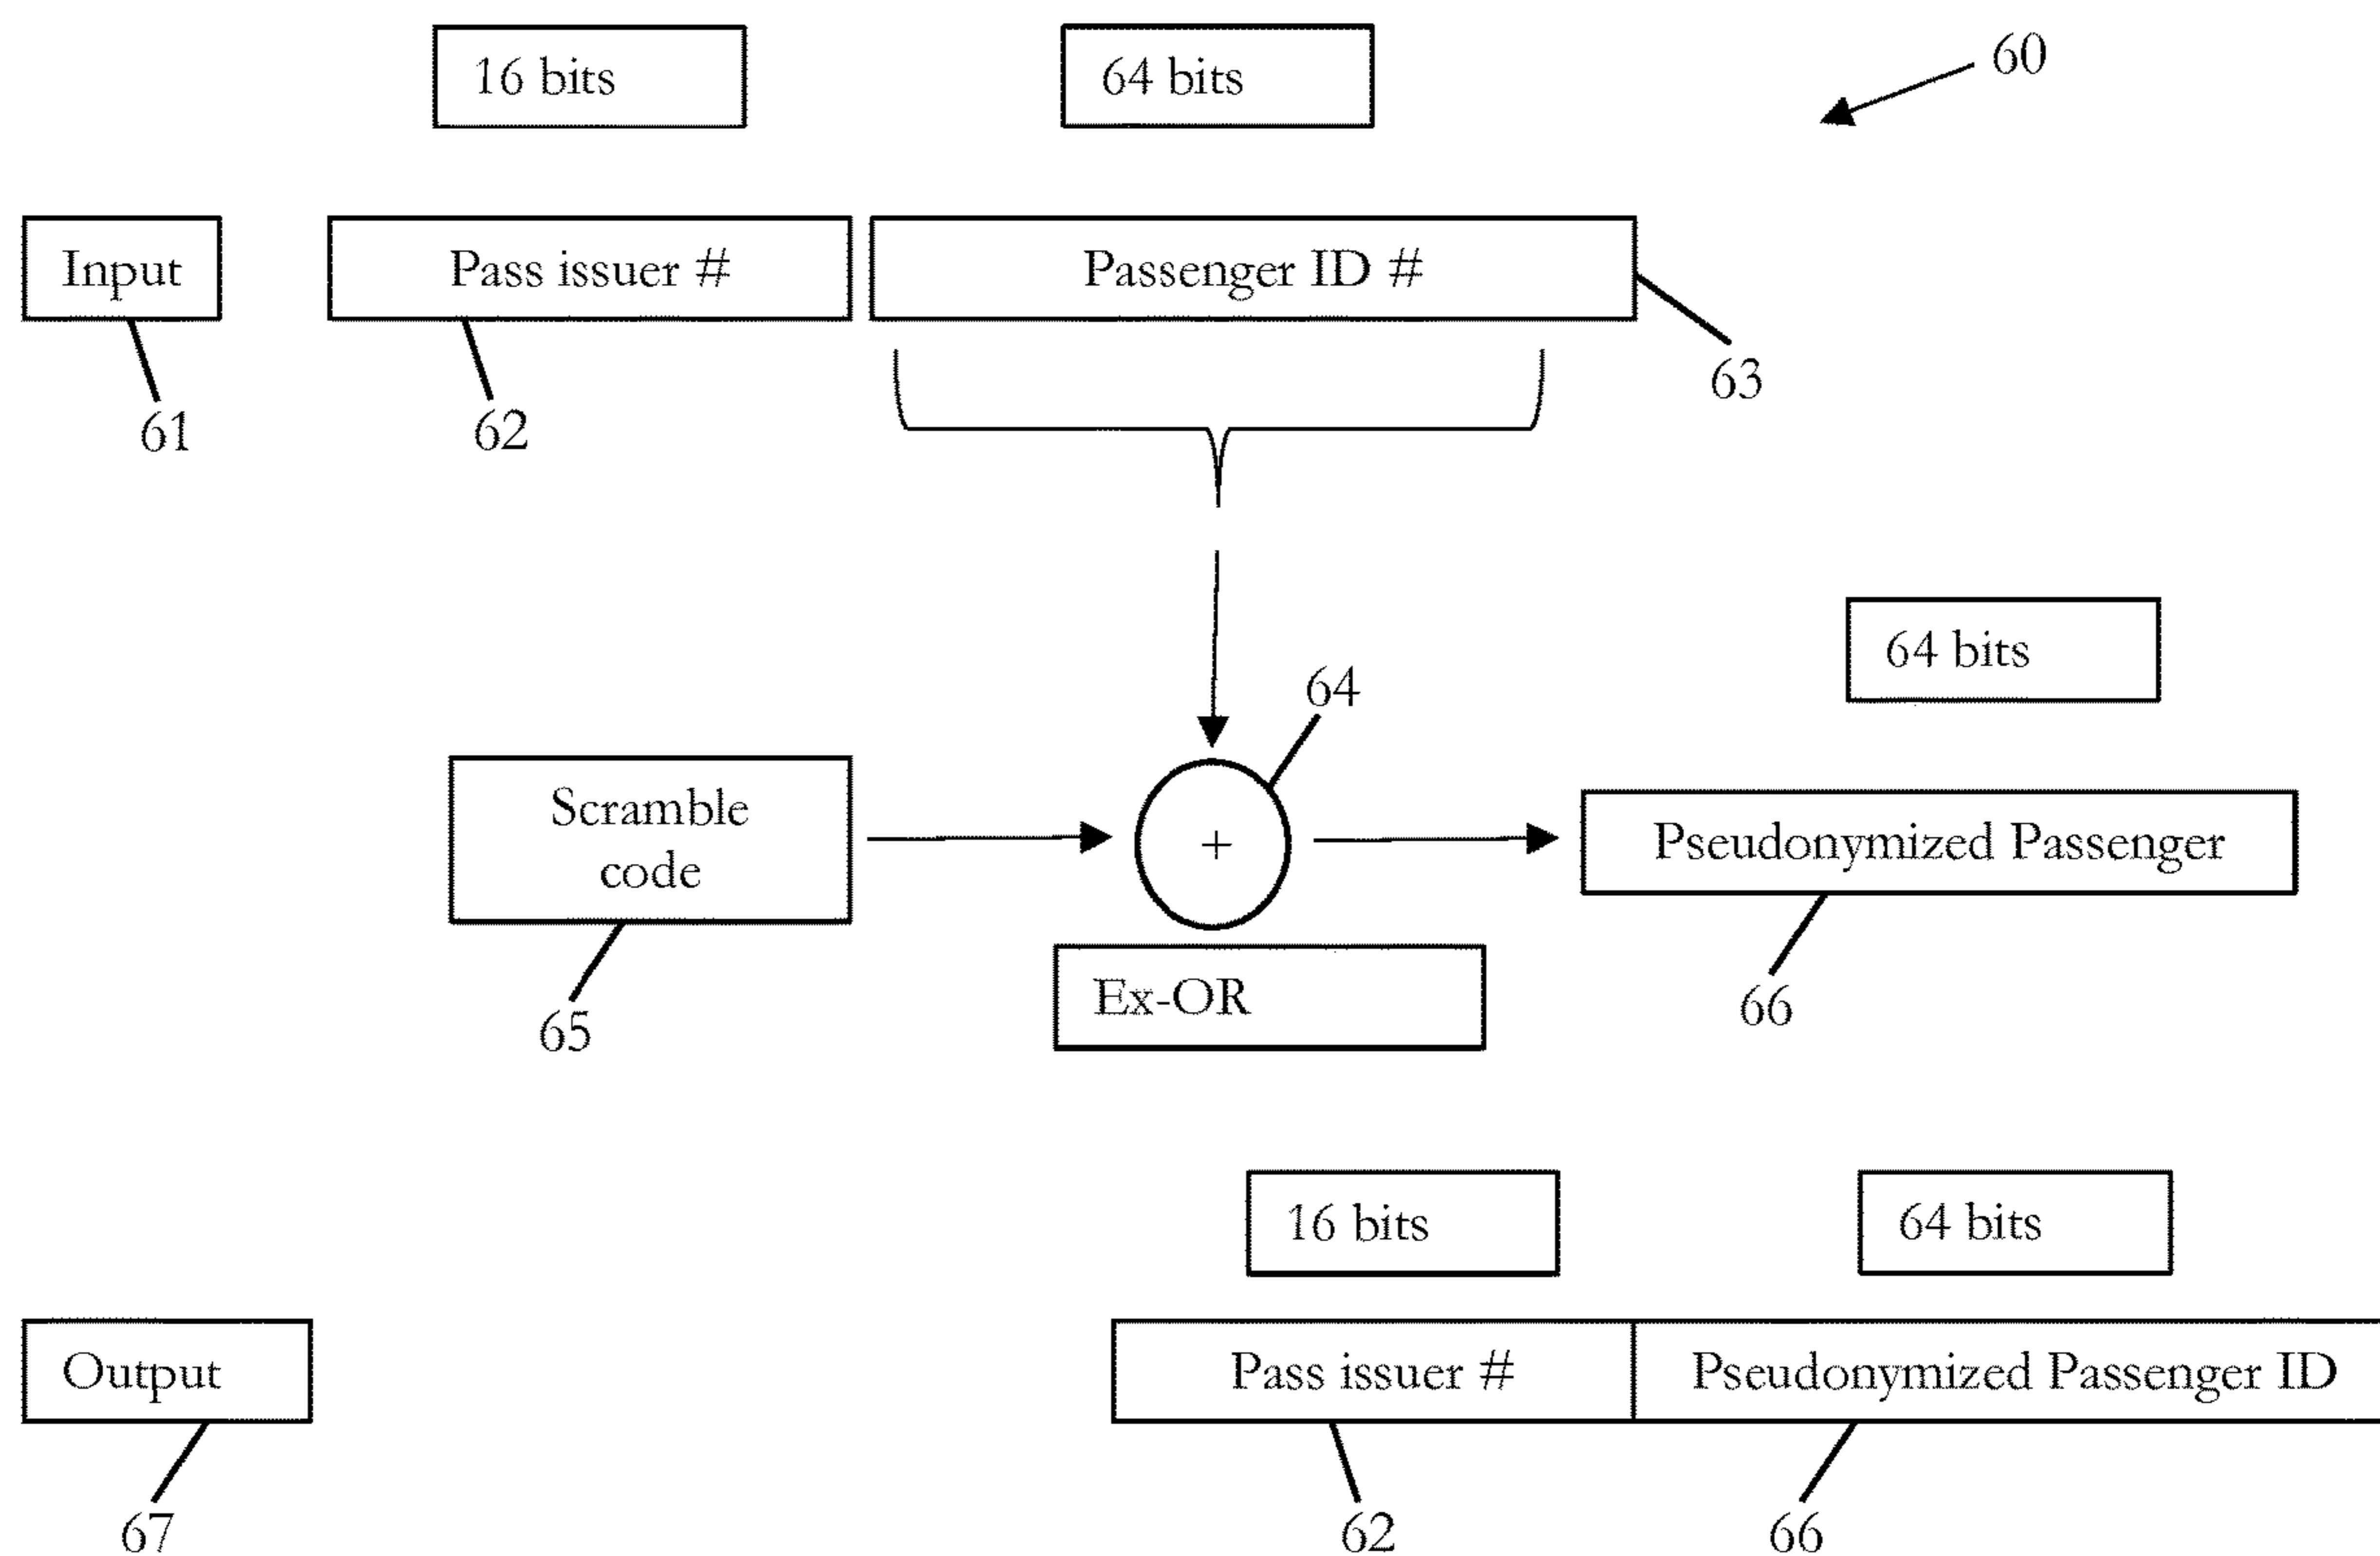 16 bits
64 bits
60
Input
Pass issuer #
Passenger ID #
61
62
63
64 bits
64
Scramble
code
+
Pseudonymized Passenger
65
Ex-OR
66
16 bits
64 bits
Output
Pass issuer #
Pseudonymized Passenger ID
67
62
66